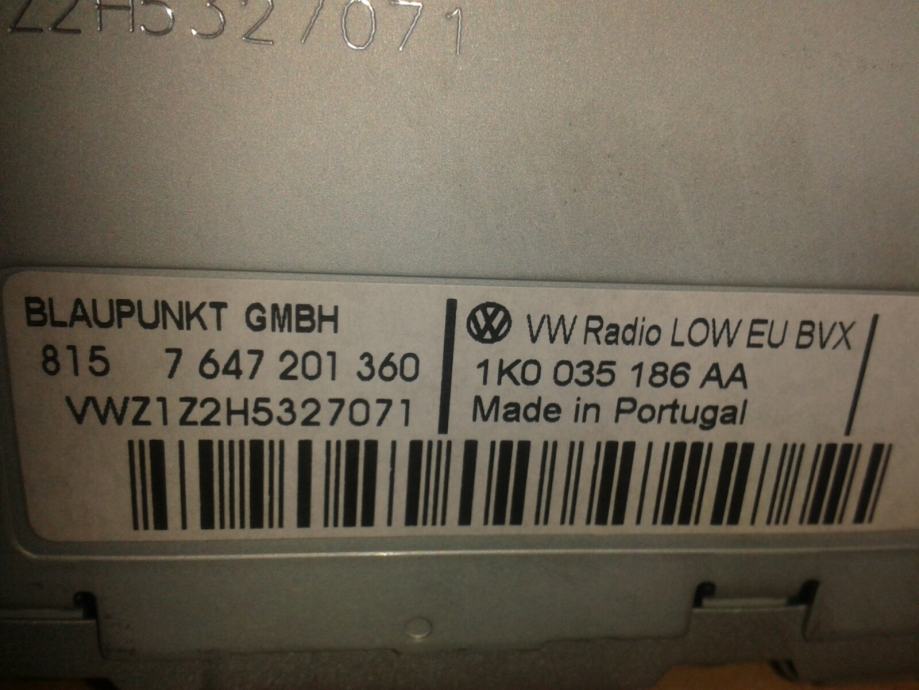 Z2H5327071
BLAUPUNKT GMBH
815 7 647 201 360
VWZ1Z2H5327071
VW Radio LOW EU BVX
1K0 035 186 AA
Made in Portugal